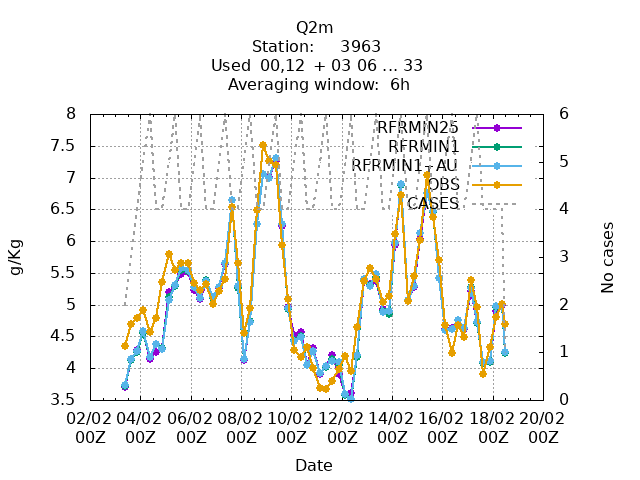 Q2m
Station: 3963
Used 00,12 + 03 06 ... 33
Averaging window: 6h
8
7.5
7
6.5
6
5.5
5
4.5
4
3.5
g/Kg
6
5
4
3
2
1
0
No cases
RFRMIN25
RFRMIN1
RFRMIN1-AU
OBS
CASES
02/02 04/02 06/02 08/02 10/02 12/02 14/02 16/02 18/02 20/02
00Z 00Z 00Z 00Z 00Z 00Z 00Z 00Z 00Z 00Z
Date